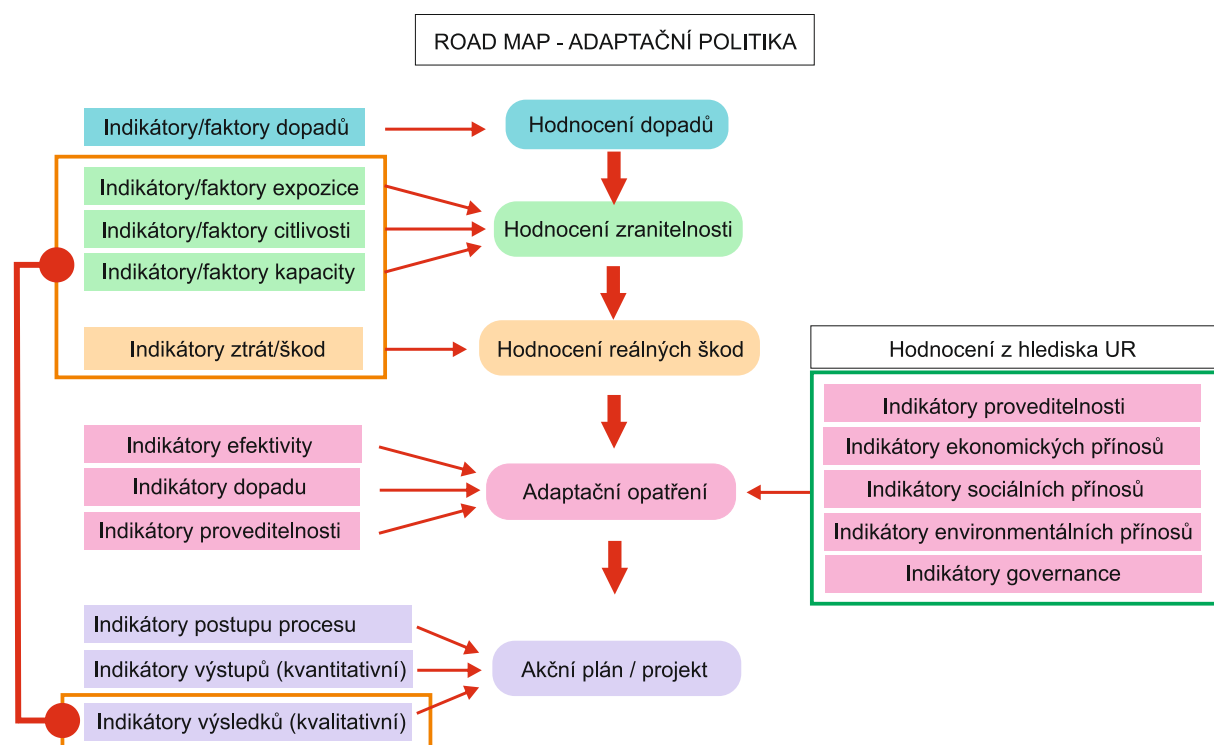 ROAD MAP - ADAPTAČNÍ POLITIKA
Indikátory/faktory dopadů
Hodnocení dopadů
Indikátory/faktory expozice
Indikátory/faktory citlivosti
Indikátory/faktory kapacity
Hodnocení zranitelnosti
Indikátory ztrát/škod
Hodnocení reálných škod
Hodnocení z hlediska UR
Indikátory proveditelnosti
Indikátory ekonomických přínosů
Indikátory sociálních přínosů
Indikátory environmentálních přínosů
Indikátory governance
Indikátory efektivity
Indikátory dopadu
Indikátory proveditelnosti
Adaptační opatření
Indikátory postupu procesu
Indikátory výstupů (kvantitativní)
Indikátory výsledků (kvalitativní)
Akční plán / projekt